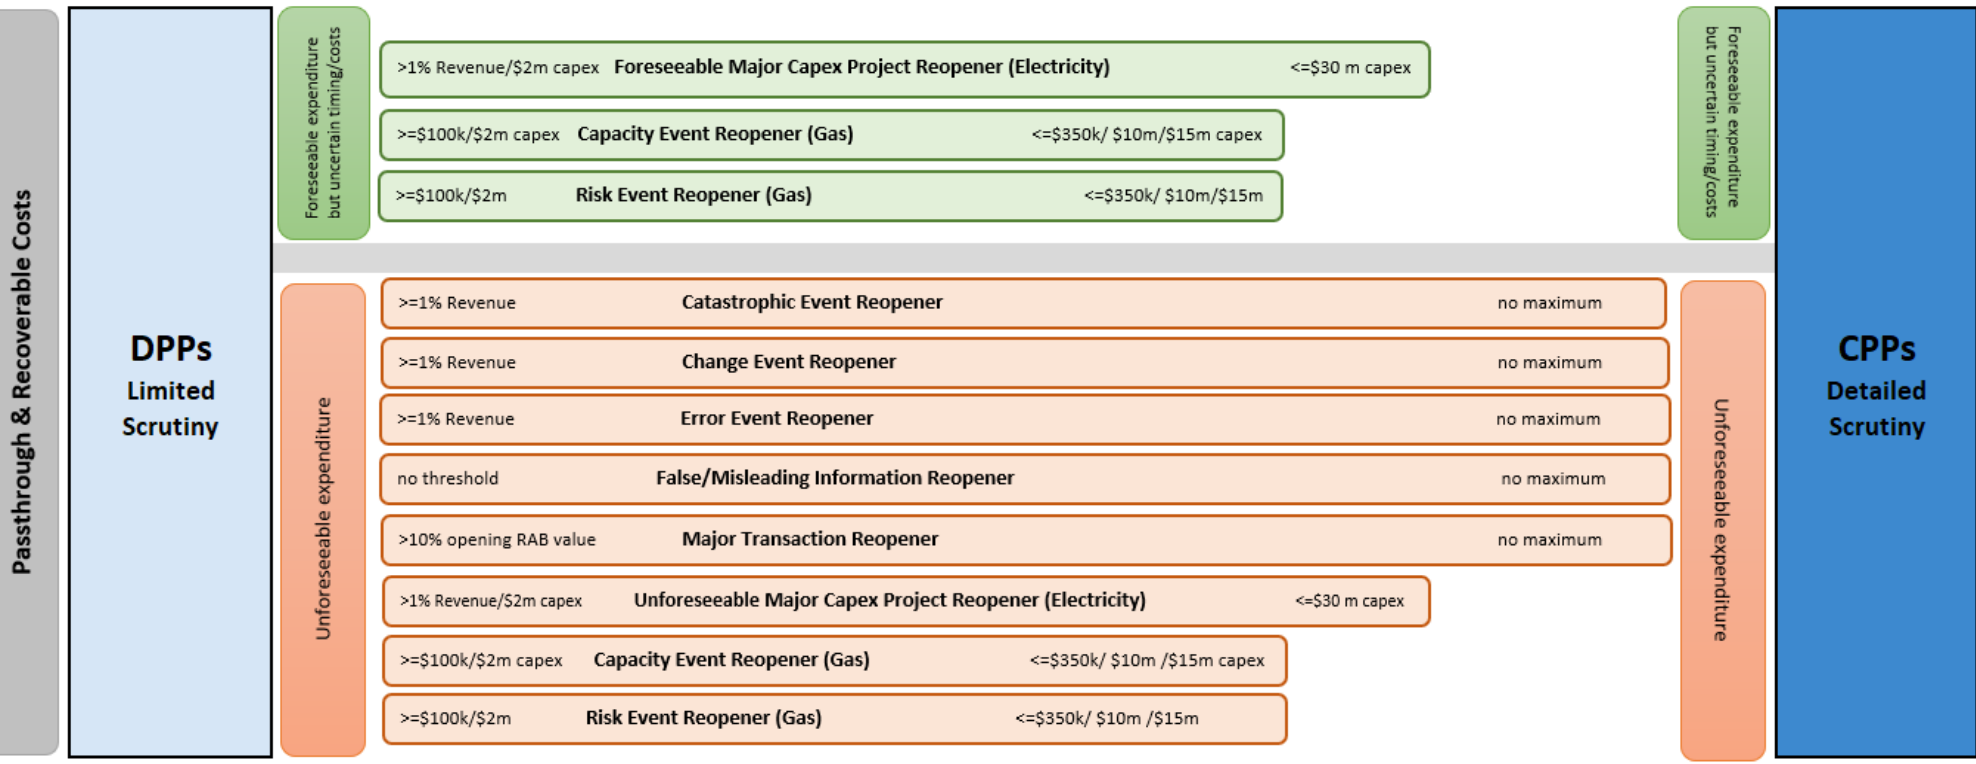 Passthrough & Recoverable Costs
DPPs
Limited
Scrutiny
Foreseeable expenditure
but uncertain timing/costs
>1% Revenue/$2m capex Foreseeable Major Capex Project Reopener (Electricity) <=$30 m capex
>=$100k/$2m capex Capacity Event Reopener (Gas) <=$350k/ $10m/$15m capex
>=$100k/$2m Risk Event Reopener (Gas) <=$350k/ $10m/$15m
Foreseeable expenditure
but uncertain timing/costs
Unforeseeable expenditure
>=1% Revenue Catastrophic Event Reopener no maximum
>=1% Revenue Change Event Reopener no maximum
>=1% Revenue Error Event Reopener no maximum
no threshold False/Misleading Information Reopener no maximum
>10% opening RAB value Major Transaction Reopener no maximum
>1% Revenue/$2m capex Unforeseeable Major Capex Project Reopener (Electricity) <=$30 m capex
>=$100k/$2m capex Capacity Event Reopener (Gas) <=$350k/ $10m /$15m capex
>=$100k/$2m Risk Event Reopener (Gas) <=$350k/ $10m /$15m
Unforeseeable expenditure
CPPs
Detailed
Scrutiny